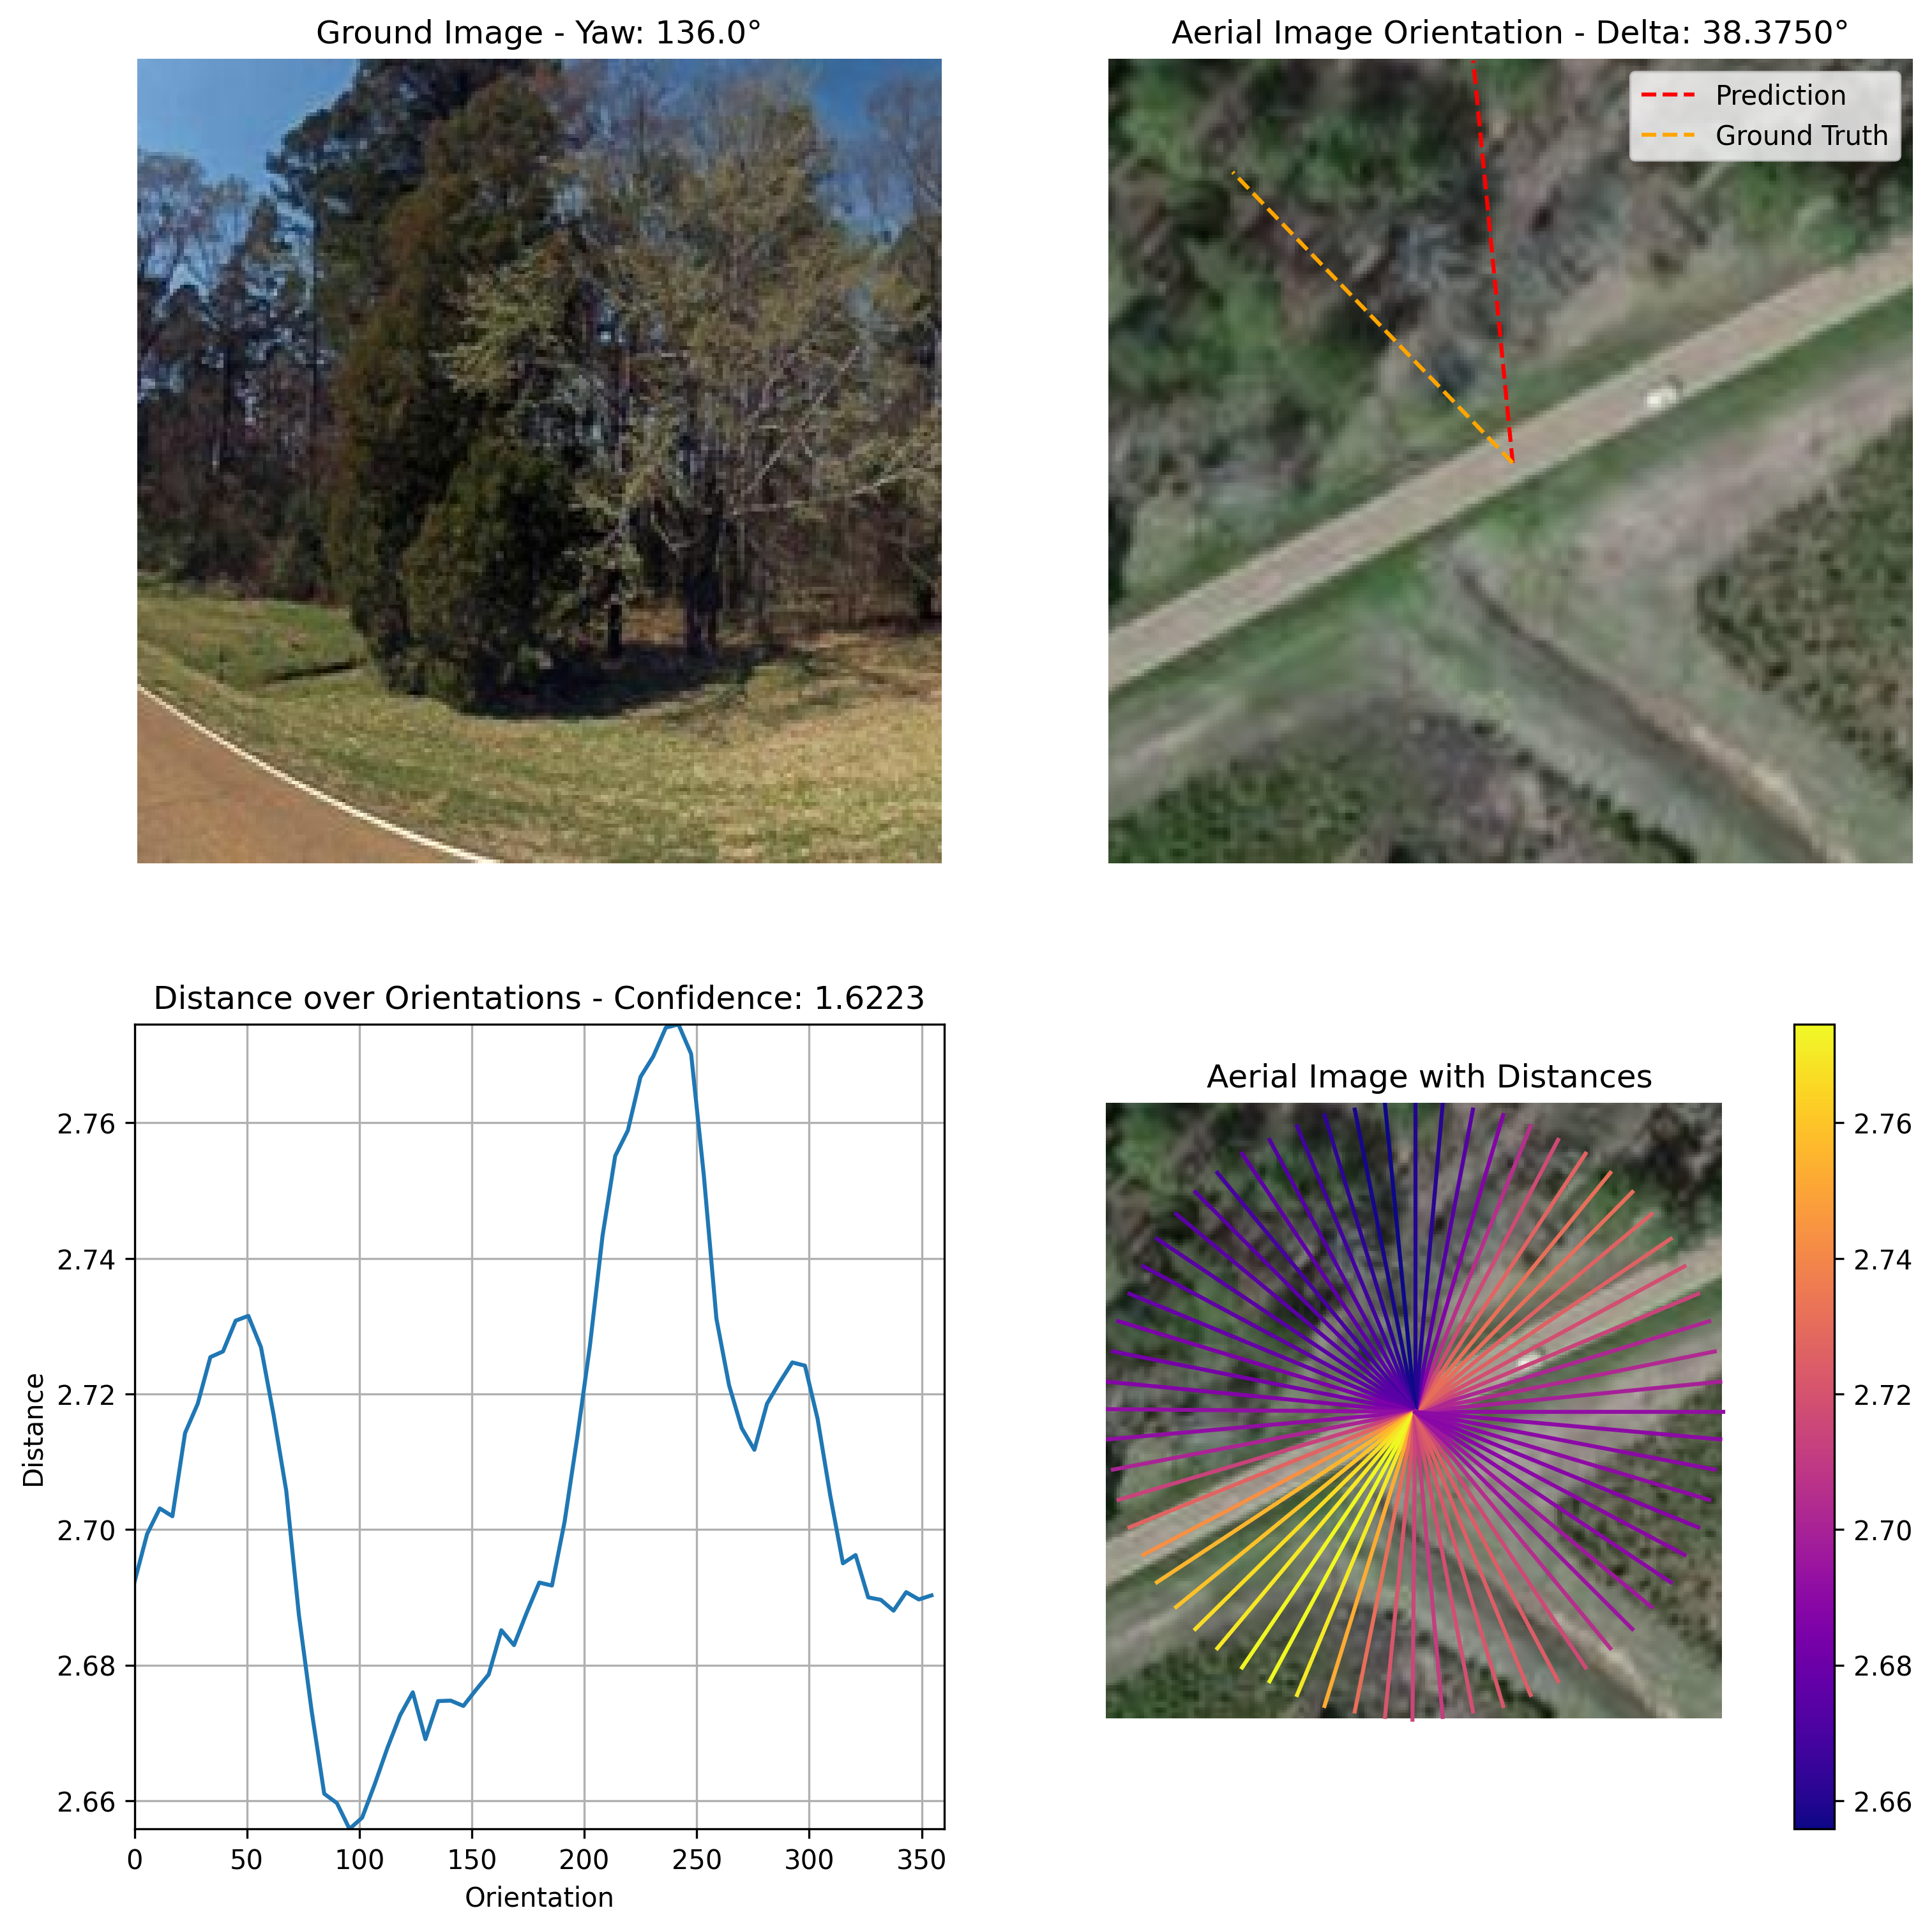 Ground Image - Yaw: 136.0°
Aerial Image Orientation - Delta: 38.3750°
Prediction
Ground Truth
Distance over Orientations - Confidence: 1.6223
2.76
2.74
2.72
2.70
2.68
2.66
Distance
0
50
100
150
200
250
300
350
Orientation
Aerial Image with Distances
2.76
2.74
2.72
2.70
2.68
2.66